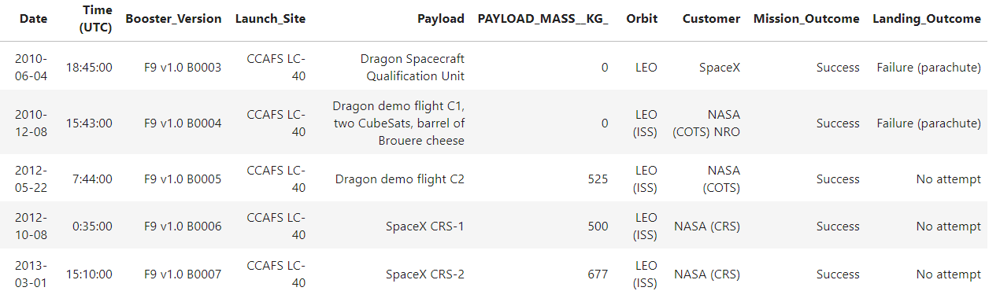 Date Time (UTC) Booster_Version Launch_Site Payload PAYLOAD_MASS__KG_ Orbit Customer Mission_Outcome Landing_Outcome
2010-06-04 18:45:00 F9 v1.0 B0003 CCAFS LC-40 Dragon Spacecraft Qualification Unit 0 LEO SpaceX Success Failure (parachute)
2010-12-08 15:43:00 F9 v1.0 B0004 CCAFS LC-40 Dragon demo flight C1, two CubeSats, barrel of Brouere cheese 0 LEO (ISS) NASA (COTS) NRO Success Failure (parachute)
2012-05-22 7:44:00 F9 v1.0 B0005 CCAFS LC-40 Dragon demo flight C2 525 LEO (ISS) NASA (COTS) Success No attempt
2012-10-08 0:35:00 F9 v1.0 B0006 CCAFS LC-40 SpaceX CRS-1 500 LEO (ISS) NASA (CRS) Success No attempt
2013-03-01 15:10:00 F9 v1.0 B0007 CCAFS LC-40 SpaceX CRS-2 677 LEO (ISS) NASA (CRS) Success No attempt